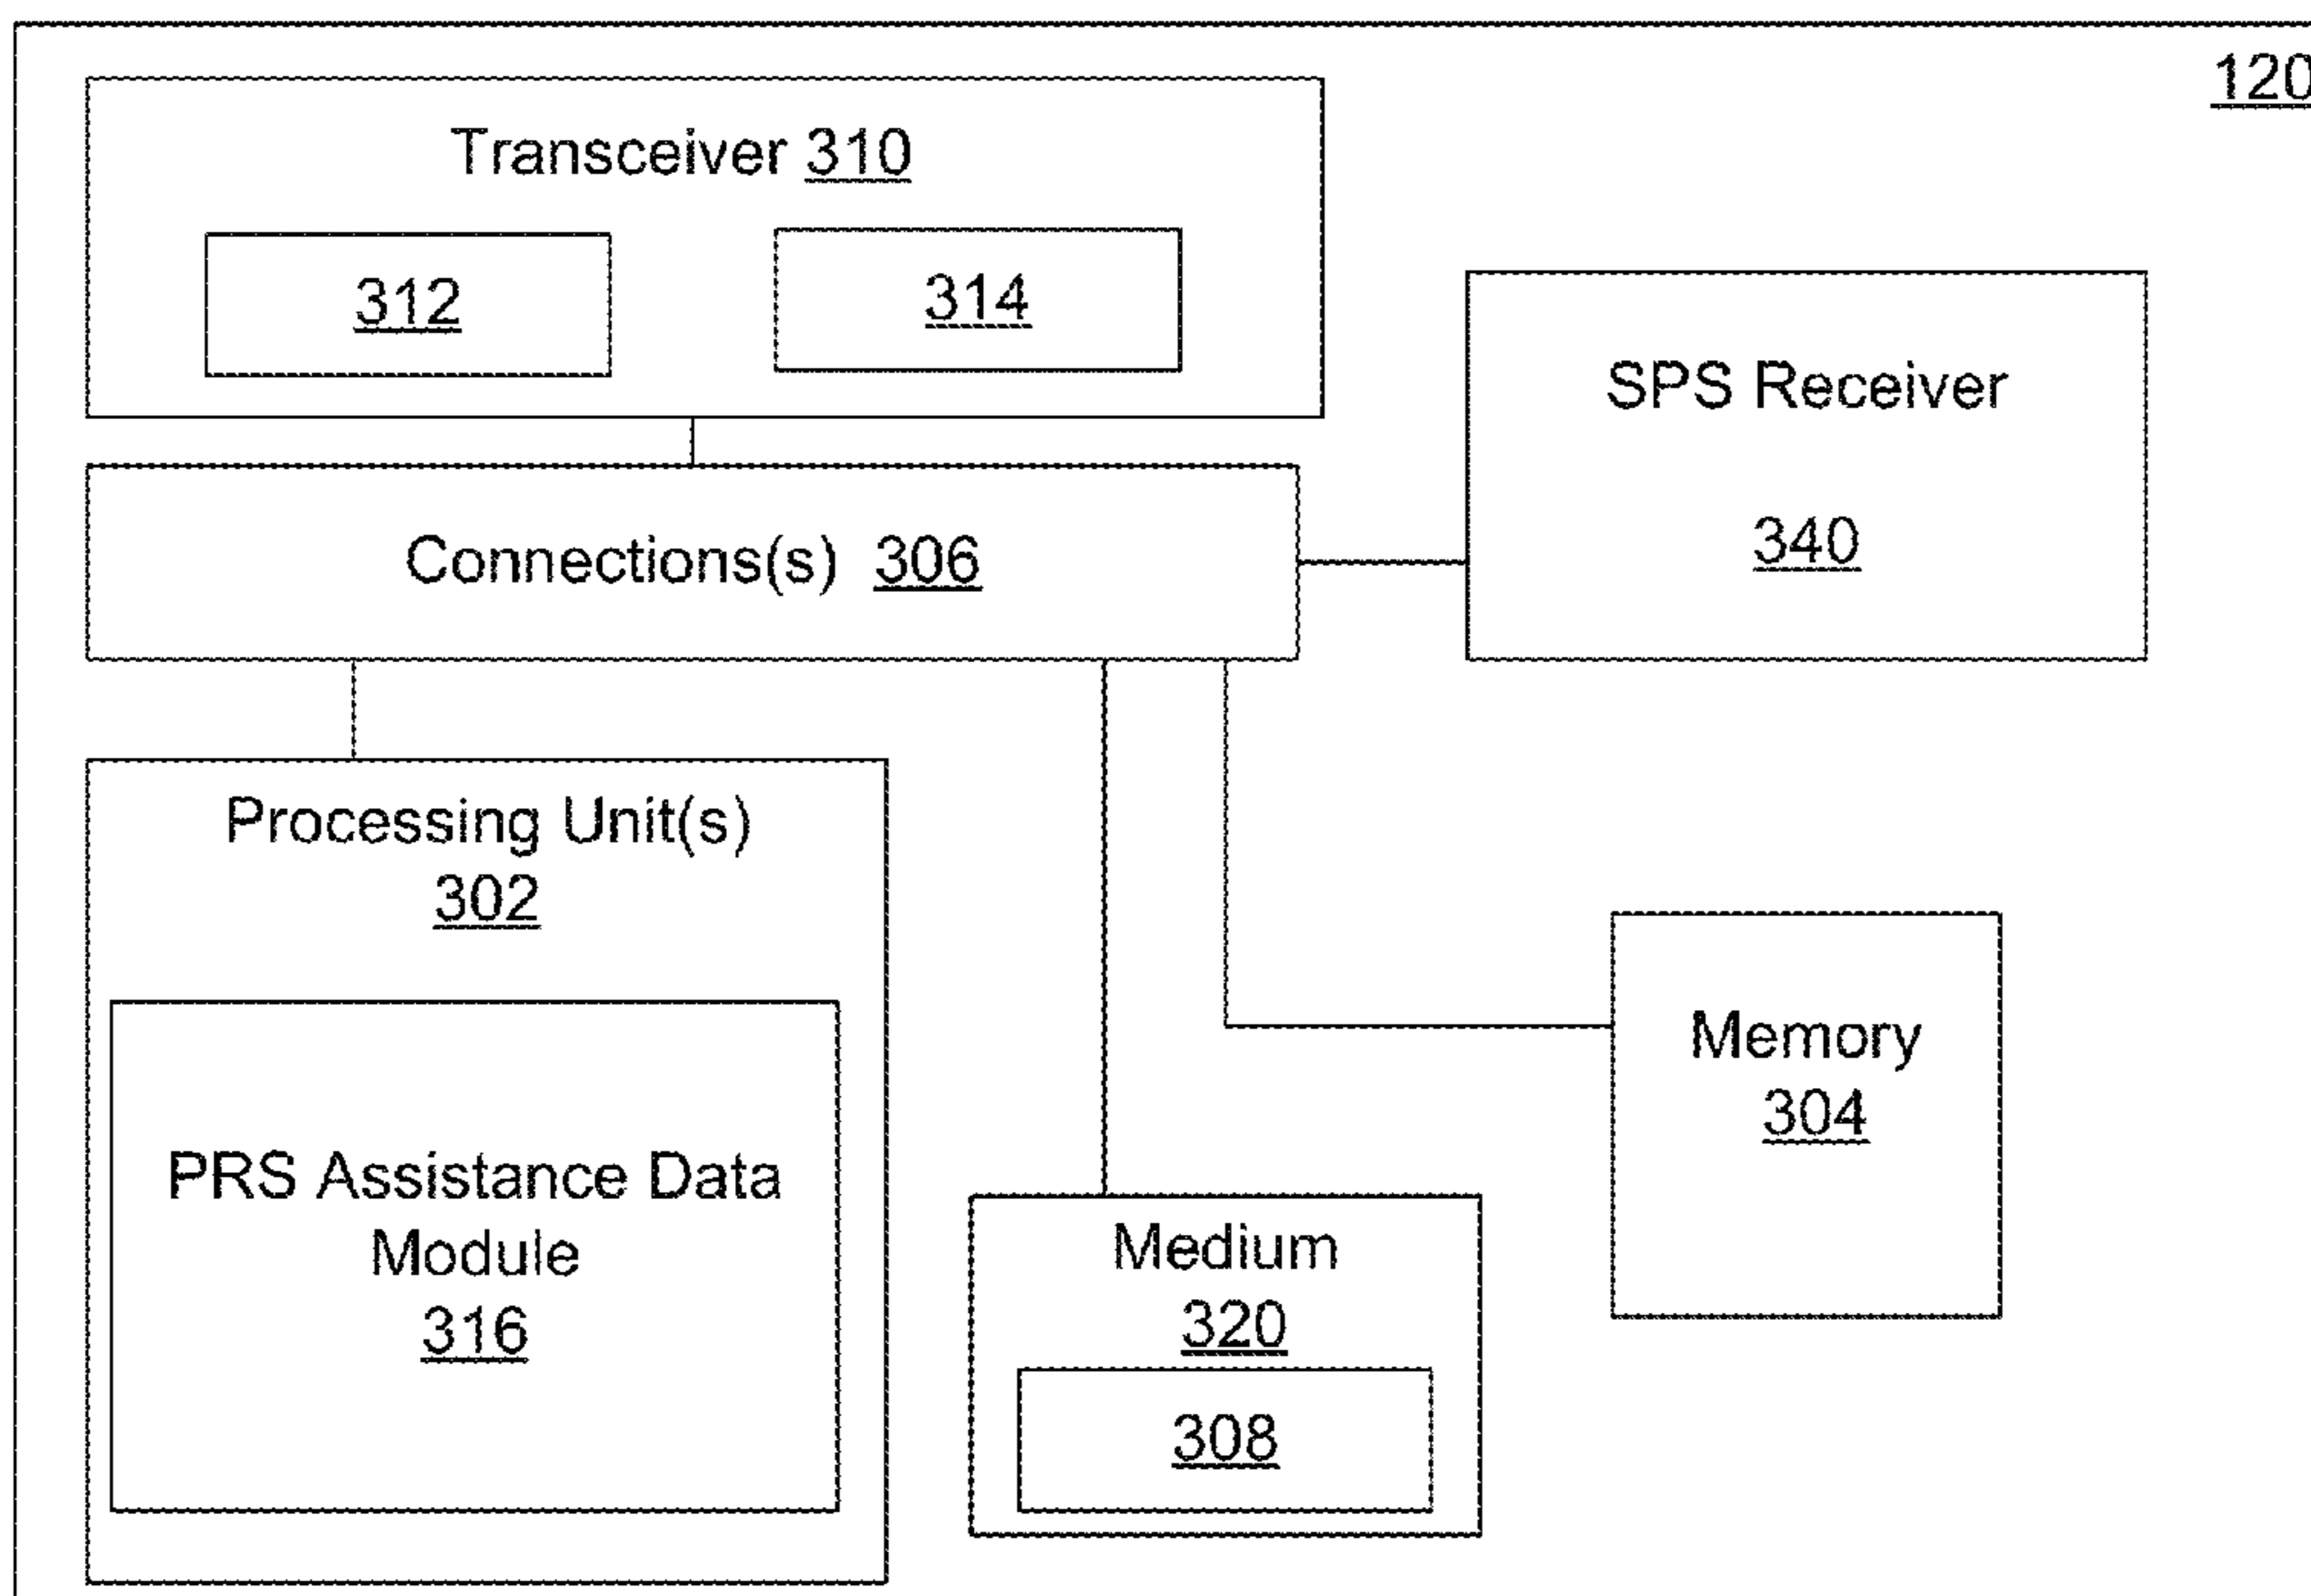 120
Transceiver 310
312
314
Connections(s) 306
SPS Receiver
340
Processing Unit(s)
302
PRS Assistance Data
Module
316
Medium
320
308
Memory
304